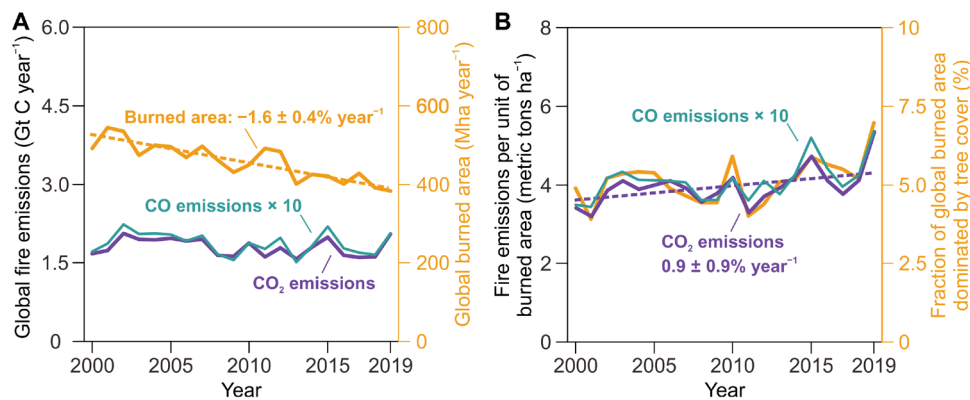 A
Global fire emissions (Gt C year⁻¹)
6.0
4.5
3.0
1.5
0
Burned area: −1.6 ± 0.4% year⁻¹
CO emissions × 10
CO₂ emissions
800
600
400
200
0
Global burned area (Mha year⁻¹)
2000 2005 2010 2015 2019
Year
B
Fire emissions per unit of
burned area (metric tons ha⁻¹)
8
6
4
2
0
CO emissions × 10
CO₂ emissions
0.9 ± 0.9% year⁻¹
10
7.5
5.0
2.5
0
Fraction of global burned area
dominated by tree cover (%)
2000 2005 2010 2015 2019
Year